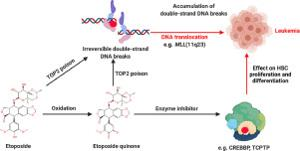 Accumulation of
double-strand DNA breaks
DNA translocation
e.g. MLL(11q23)
Leukemia
Irreversible double-strand
DNA breaks
TOP2 poison
TOP2 poison
Effect on HSC
proliferation and
differentiation
Oxidation
Enzyme inhibitor
Etoposide
Etoposide quinone
e.g. CREBBP, TCPTP